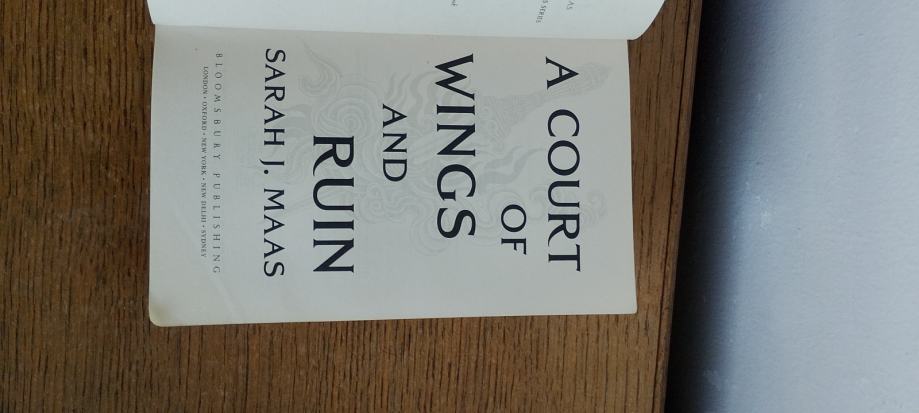 A COURT
OF
WINGS
AND
RUIN
SARAH J. MAAS
BLOOMSBURY PUBLISHING
LONDON • OXFORD • NEW YORK • NEW DELHI • SYDNEY